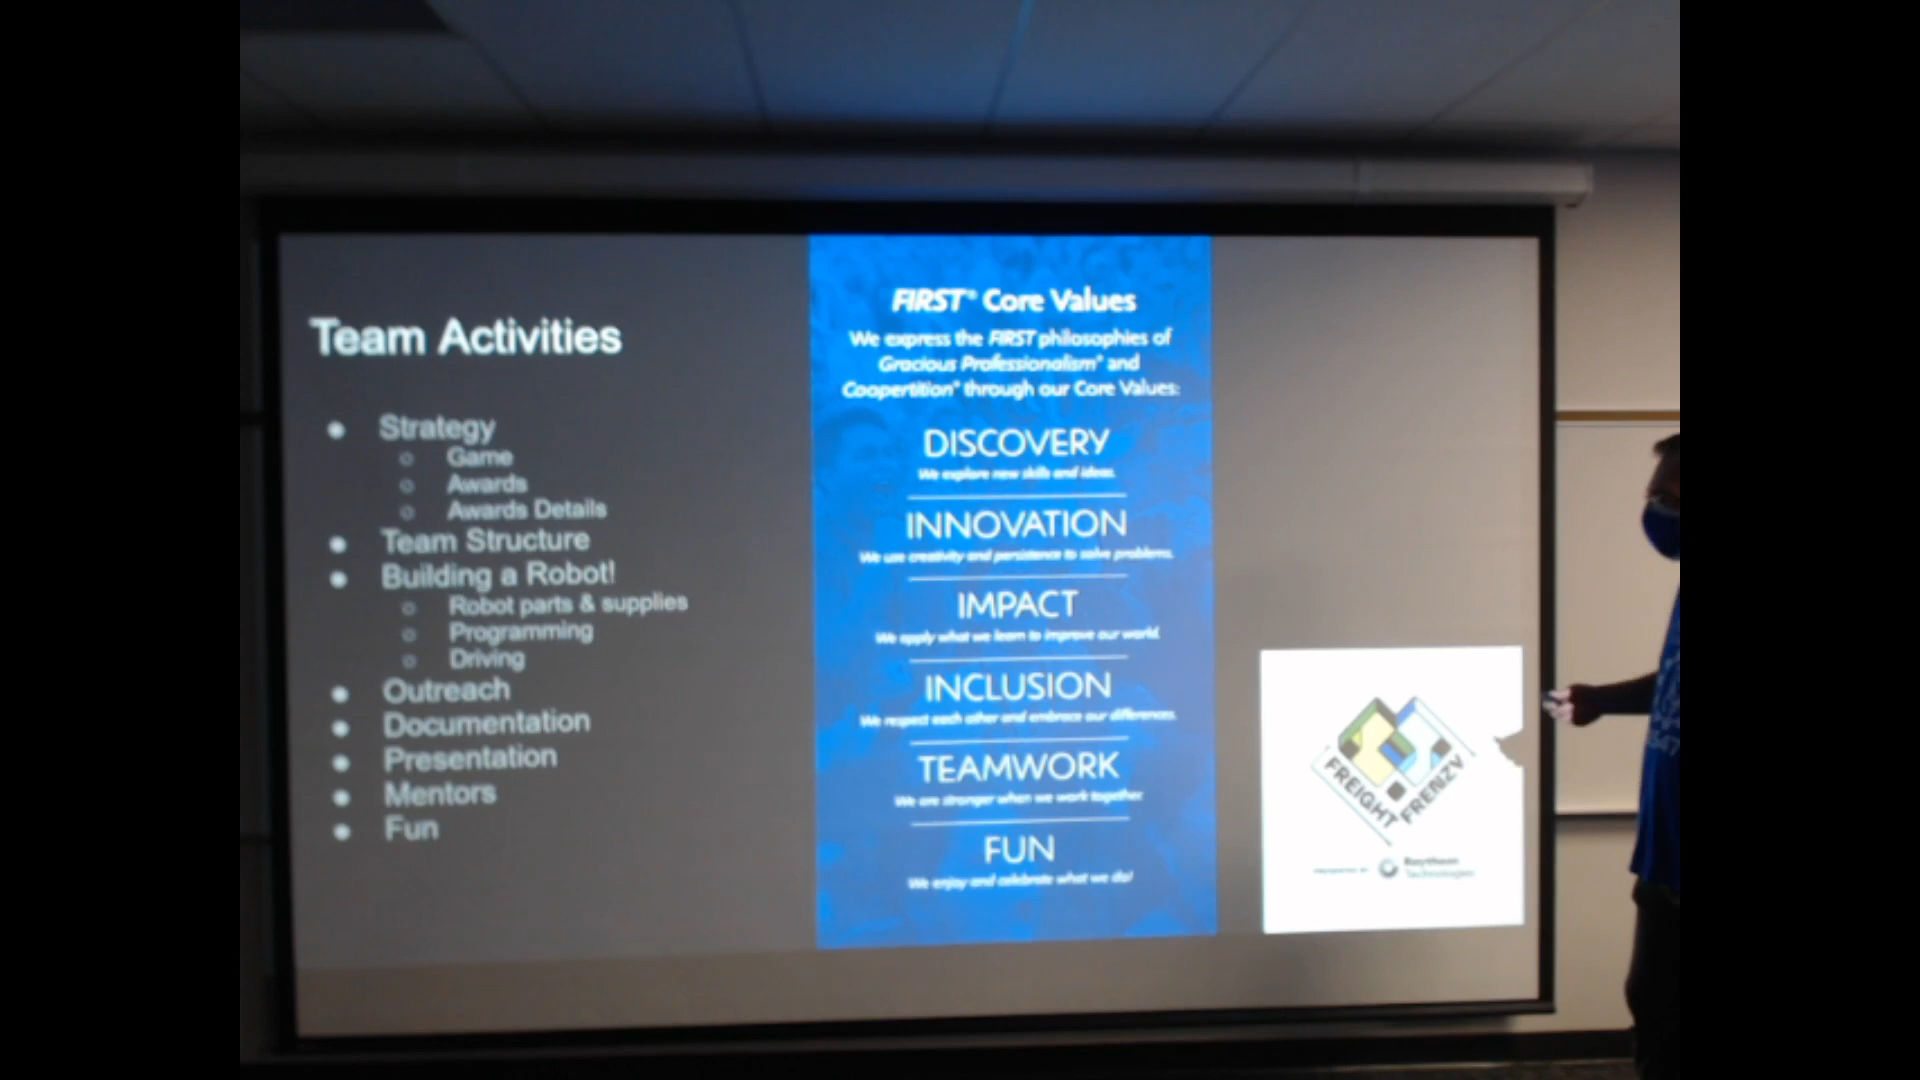 Team Activities
Strategy
Game
Awards
Awards Details
Team Structure
Building a Robot!
Robot parts & supplies
Programming
Driving
Outreach
Documentation
Presentation
Mentors
Fun
FIRST® Core Values
We express the FIRST philosophies of
Gracious Professionalism® and
Coopertition® through our Core Values:
DISCOVERY
We explore new skills and ideas.
INNOVATION
We use creativity and persistence to solve problems.
IMPACT
We apply what we learn to improve our world.
INCLUSION
We respect each other and embrace our differences.
TEAMWORK
We are stronger when we work together.
FUN
We enjoy and celebrate what we do!
FREIGHT
FRENZY
PRESENTED BY
Raytheon
Technologies